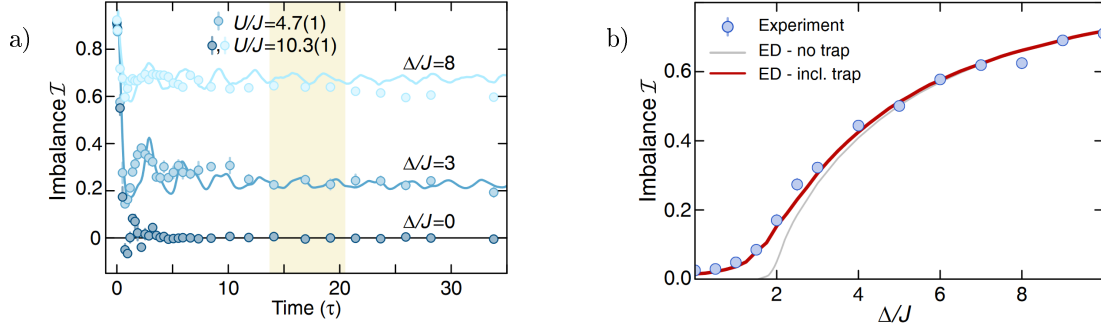 a)
U/J=4.7(1)
, U/J=10.3(1)
Δ/J=8
Δ/J=3
Δ/J=0
Imbalance ℐ
0.8
0.6
0.4
0.2
0
0
10
20
30
Time (τ)
b)
Experiment
ED - no trap
ED - incl. trap
Imbalance ℐ
0.6
0.4
0.2
0.0
2
4
6
8
Δ/J